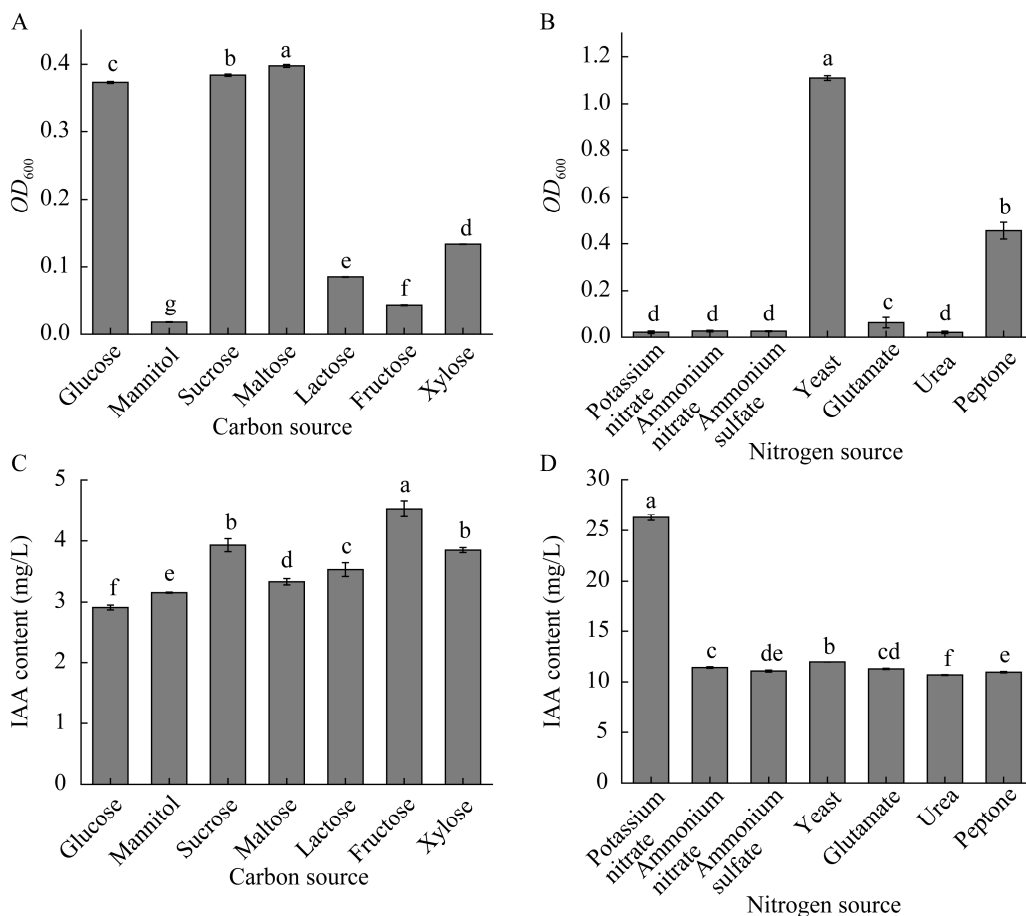 A
OD600
0.4
0.3
0.2
0.1
0.0
c
g
b
a
e
f
d
Glucose
Mannitol
Sucrose
Maltose
Lactose
Fructose
Xylose
Carbon source
B
OD600
1.2
1.0
0.8
0.6
0.4
0.2
0.0
d
d
d
a
c
d
b
Potassium
nitrate
Ammonium
nitrate
Ammonium
sulfate
Yeast
Glutamate
Urea
Peptone
Nitrogen source
C
IAA content (mg/L)
5
4
3
2
1
0
f
e
b
d
c
a
b
Glucose
Mannitol
Sucrose
Maltose
Lactose
Fructose
Xylose
Carbon source
D
IAA content (mg/L)
30
25
20
15
10
5
0
a
c
de
b
cd
f
e
Potassium
nitrate
Ammonium
nitrate
Ammonium
sulfate
Yeast
Glutamate
Urea
Peptone
Nitrogen source